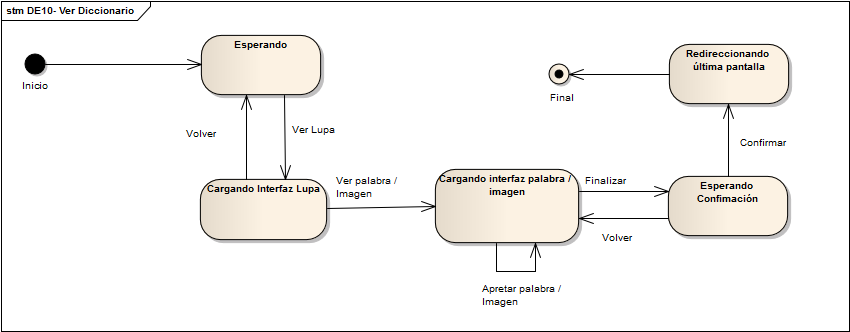 stm DE10- Ver Diccionario
Esperando
Redireccionando
última pantalla
Inicio
Final
Volver
Ver Lupa
Confirmar
Cargando Interfaz Lupa
Ver palabra /
Imagen
Cargando interfaz palabra /
imagen
Finalizar
Esperando
Confimación
Volver
Apretar palabra /
Imagen